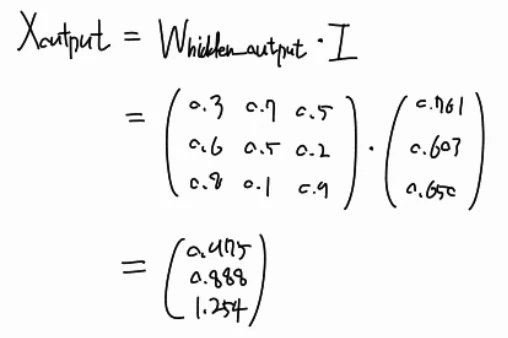 Xoutput = Whidden_output · I
= (0.3 0.7 0.5
0.6 0.5 0.2
0.8 0.1 0.9) · (0.761
0.603
0.650)
= (0.975
0.888
1.254)